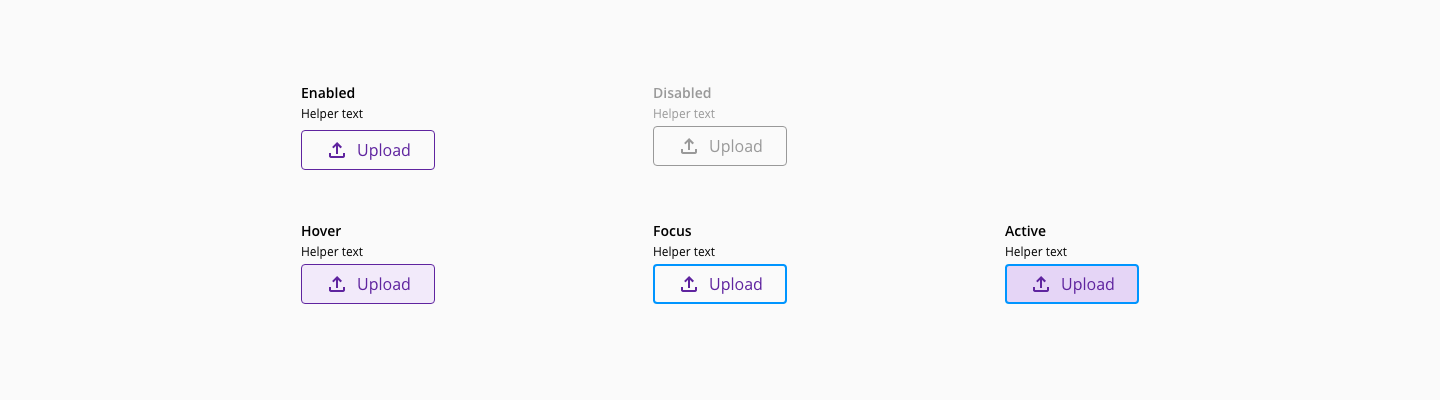 Enabled
Helper text
Upload
Disabled
Helper text
Upload
Hover
Helper text
Upload
Focus
Helper text
Upload
Active
Helper text
Upload